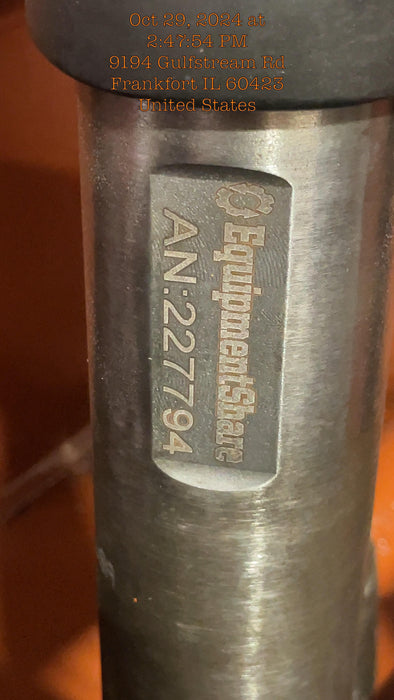 Oct 29, 2024 at
2:47:54 PM
9194 Gulfstream Rd
Frankfort IL 60423
United States
EquipmentShare
AN:227794